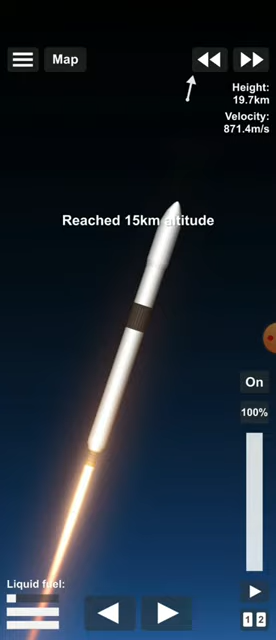 Map
Height:
19.7km
Velocity:
871.4m/s
Reached 15km altitude
On
100%
Liquid fuel:
1 2